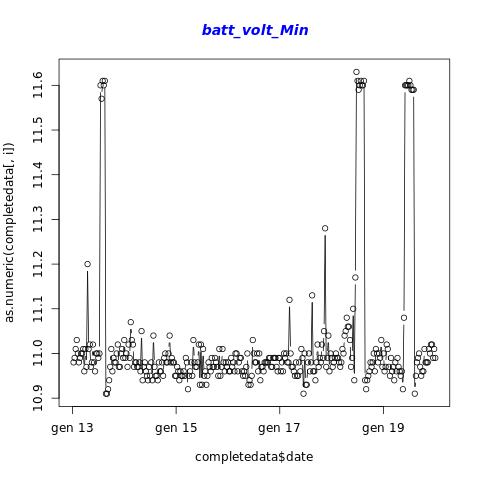 batt_volt_Min
as.numeric(completedata[, i])
11.6
11.5
11.4
11.3
11.2
11.1
11.0
10.9
gen 13
gen 15
gen 17
gen 19
completedata$date